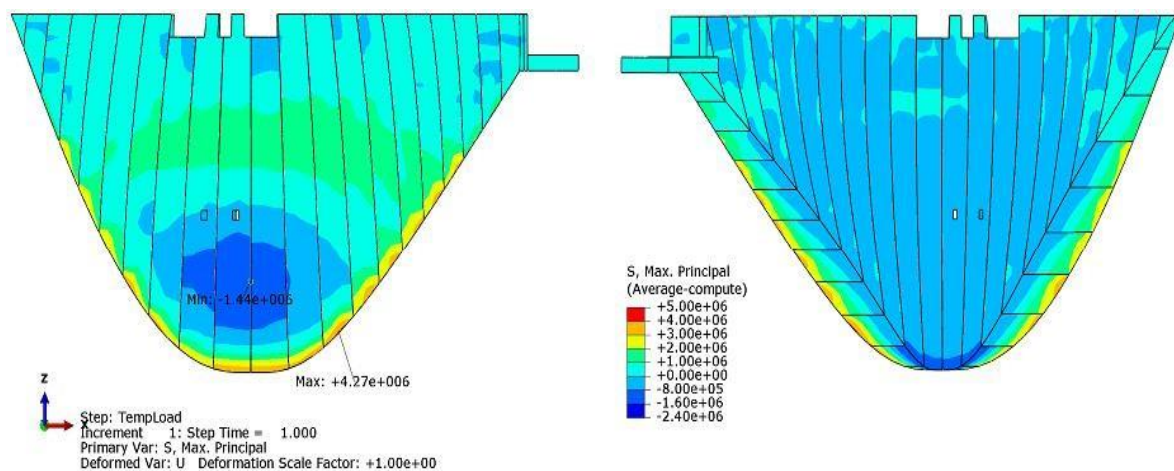 Min: -1.44e+006
Max: +4.27e+006
z
x
Step: TempLoad
Increment 1: Step Time = 1.000
Primary Var: S, Max. Principal
Deformed Var: U Deformation Scale Factor: +1.00e+00
S, Max. Principal
(Average-compute)
+5.00e+06
+4.00e+06
+3.00e+06
+2.00e+06
+1.00e+06
+0.00e+00
-8.00e+05
-1.60e+06
-2.40e+06